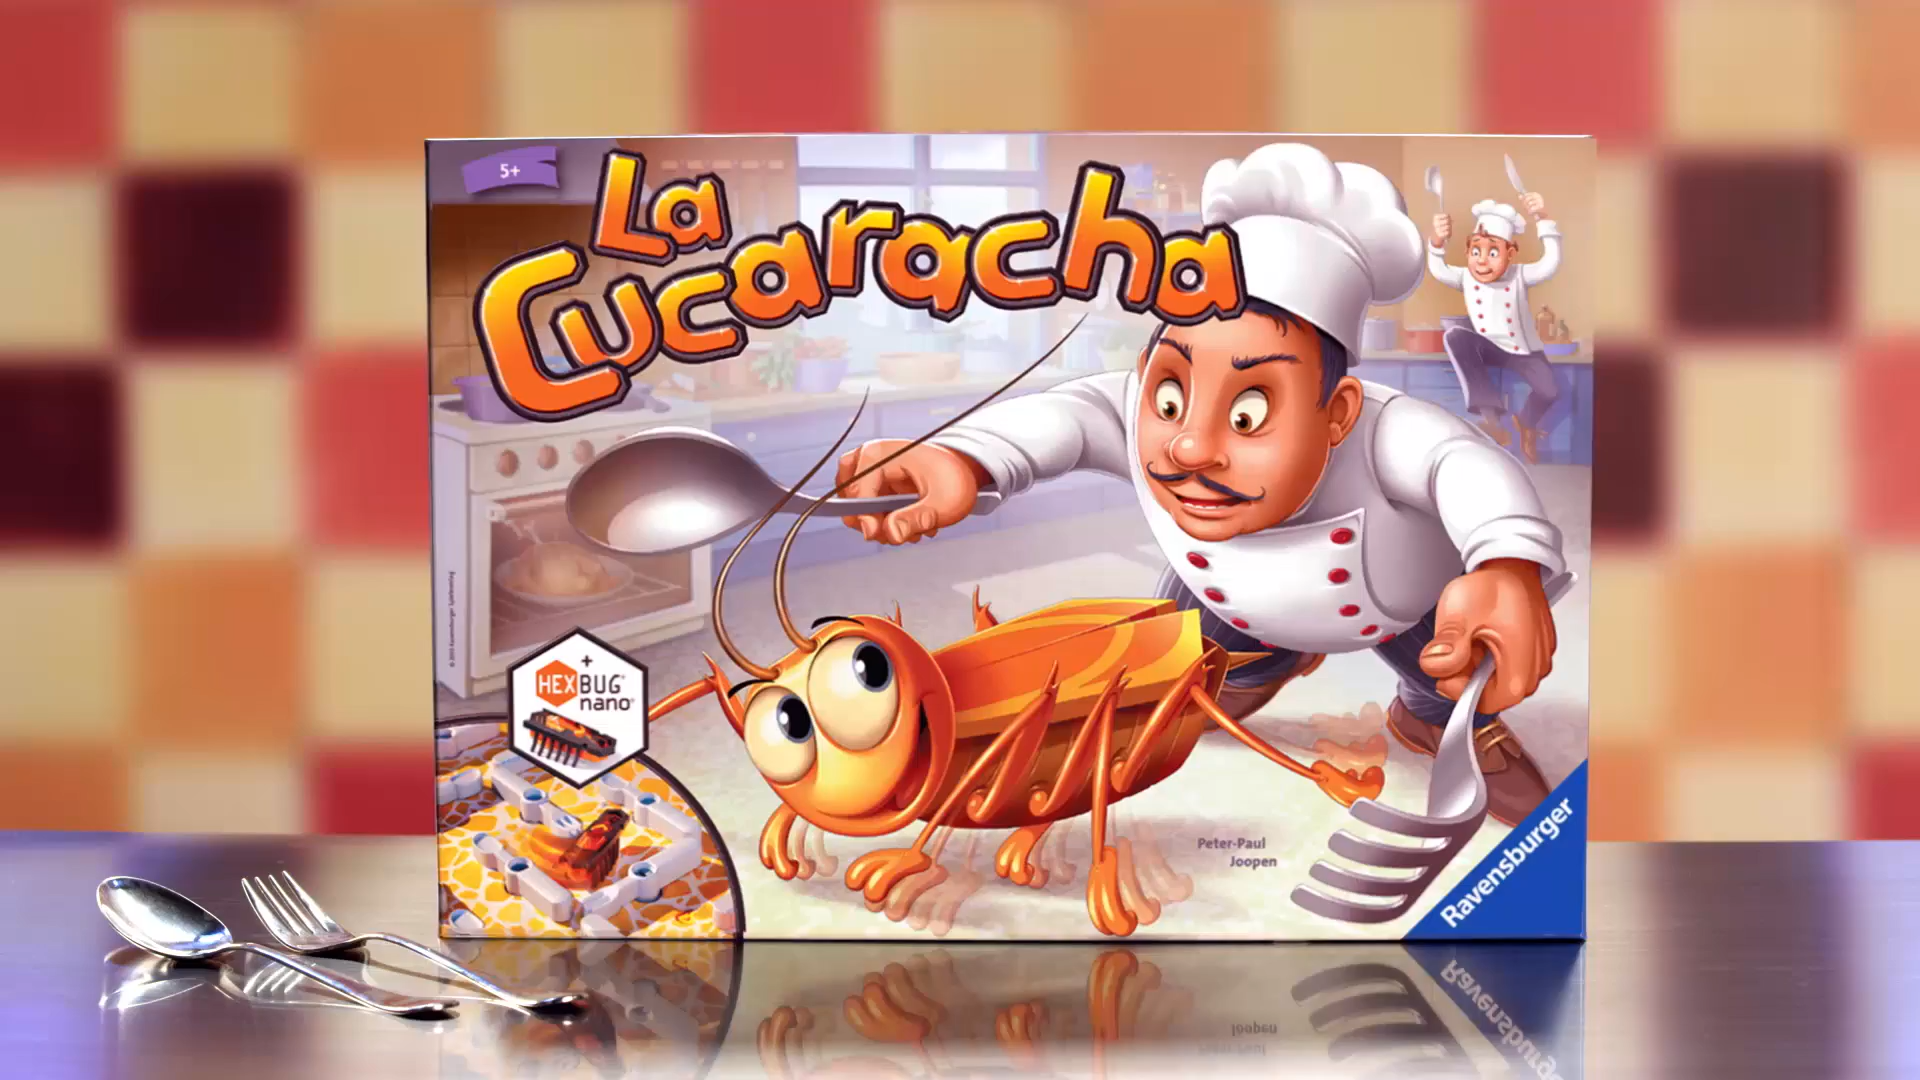 5+
La
Cucaracha
+
HEXBUG®
nano®
Peter-Paul
Joopen
Ravensburger